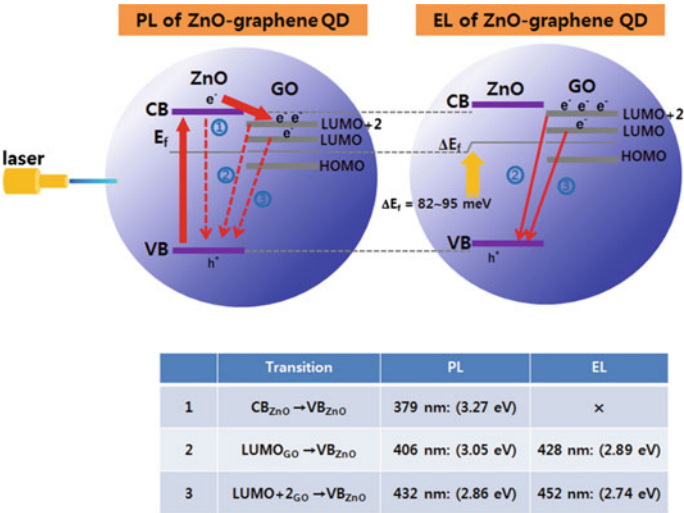 PL of ZnO-graphene QD
EL of ZnO-graphene QD
ZnO
GO
e⁻
CB
①
e⁻ e⁻
LUMO+2
e⁻
LUMO
E_f
HOMO
②
③
laser
VB
h⁺
ZnO
GO
CB
e⁻ e⁻ e⁻
LUMO+2
e⁻
LUMO
ΔE_f
HOMO
②
③
ΔE_f = 82~95 meV
VB
h⁺
Transition PL EL
1 CB_ZnO →VB_ZnO 379 nm: (3.27 eV) ×
2 LUMO_GO →VB_ZnO 406 nm: (3.05 eV) 428 nm: (2.89 eV)
3 LUMO+2_GO →VB_ZnO 432 nm: (2.86 eV) 452 nm: (2.74 eV)